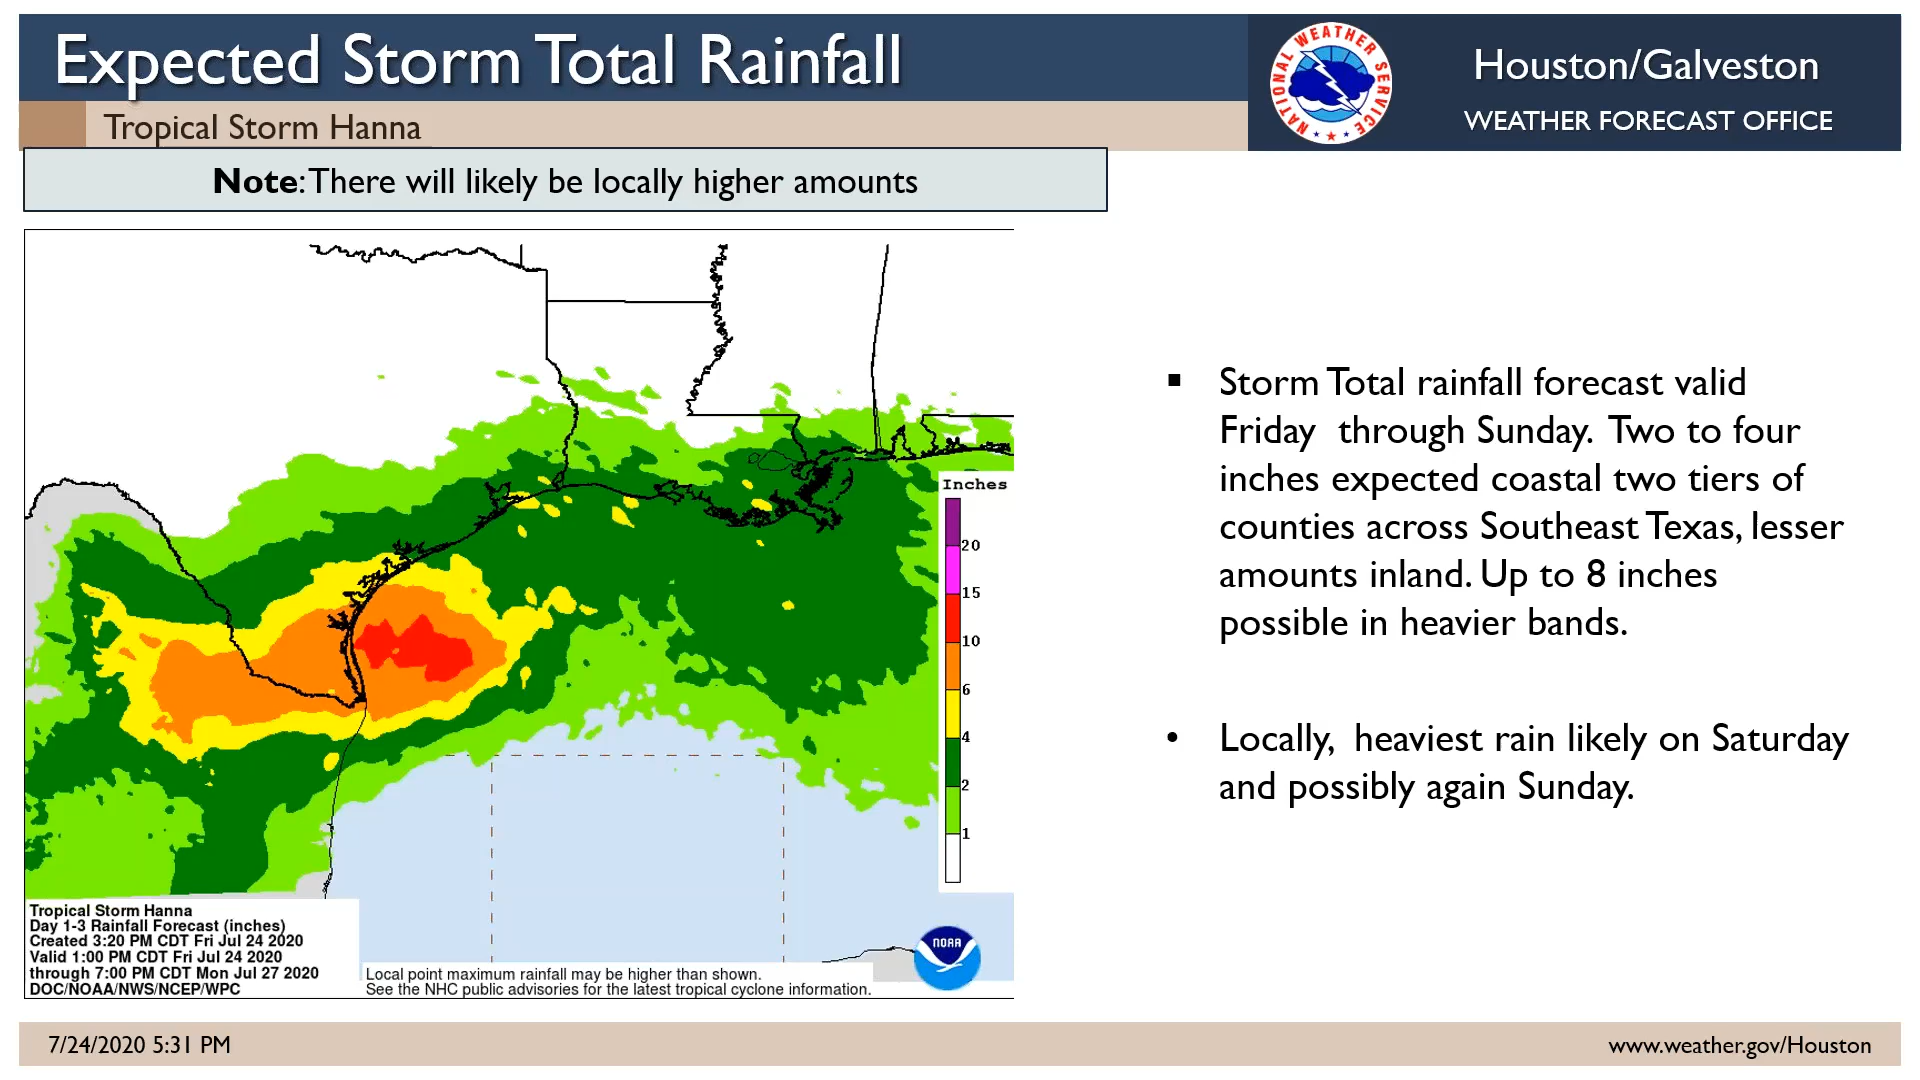 Expected Storm Total Rainfall
Tropical Storm Hanna
NATIONAL WEATHER SERVICE
Houston/Galveston
WEATHER FORECAST OFFICE
Note: There will likely be locally higher amounts
Inches
20
15
10
6
4
2
1
Tropical Storm Hanna
Day 1-3 Rainfall Forecast (inches)
Created 3:20 PM CDT Fri Jul 24 2020
Valid 1:00 PM CDT Fri Jul 24 2020
through 7:00 PM CDT Mon Jul 27 2020
DOC/NOAA/NWS/NCEP/WPC
Local point maximum rainfall may be higher than shown.
See the NHC public advisories for the latest tropical cyclone information.
NOAA
▪ Storm Total rainfall forecast valid
Friday through Sunday. Two to four
inches expected coastal two tiers of
counties across Southeast Texas, lesser
amounts inland. Up to 8 inches
possible in heavier bands.
• Locally, heaviest rain likely on Saturday
and possibly again Sunday.
7/24/2020 5:31 PM
www.weather.gov/Houston